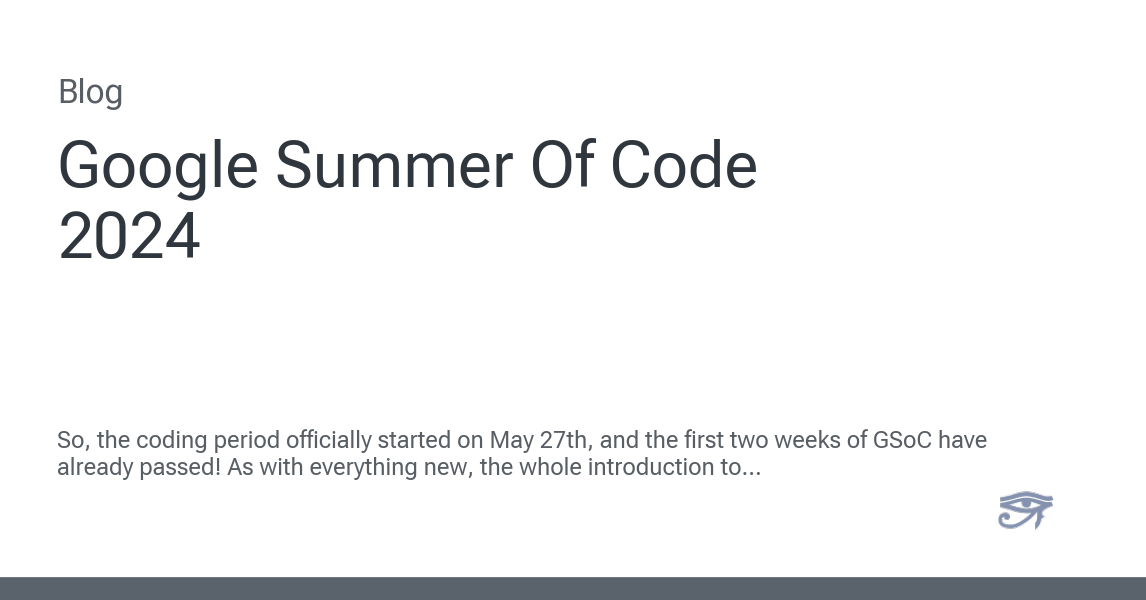 Blog
Google Summer Of Code
2024
So, the coding period officially started on May 27th, and the first two weeks of GSoC have
already passed! As with everything new, the whole introduction to...